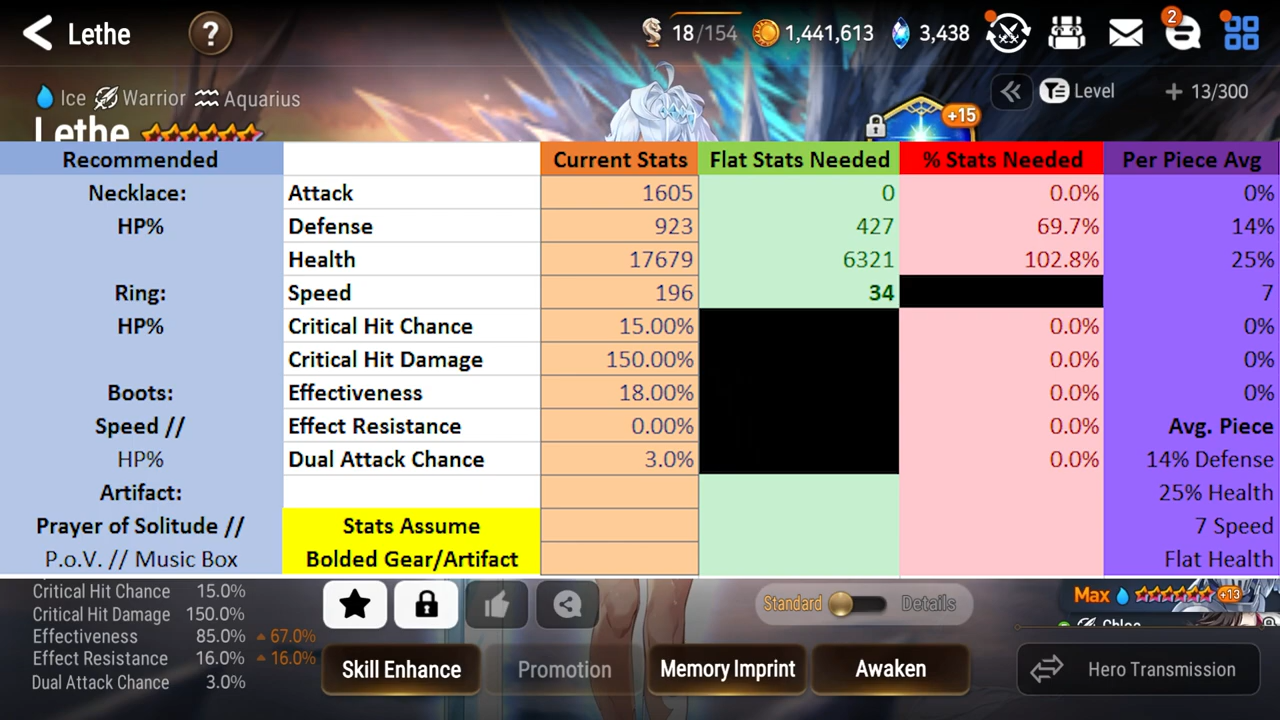 Lethe
?
18/154
1,441,613
3,438
2
Ice Warrior Aquarius
Level
13/300
Lethe
+15
Recommended Current Stats Flat Stats Needed % Stats Needed Per Piece Avg
Necklace: Attack 1605 0 0.0% 0%
HP% Defense 923 427 69.7% 14%
Health 17679 6321 102.8% 25%
Ring: Speed 196 34 7
HP% Critical Hit Chance 15.00% 0.0% 0%
Critical Hit Damage 150.00% 0.0% 0%
Boots: Effectiveness 18.00% 0.0% 0%
Speed // Effect Resistance 0.00% 0.0% Avg. Piece
HP% Dual Attack Chance 3.0% 0.0% 14% Defense
Artifact: 25% Health
Prayer of Solitude // Stats Assume 7 Speed
P.o.V. // Music Box Bolded Gear/Artifact Flat Health
Critical Hit Chance 15.0%
Critical Hit Damage 150.0%
Effectiveness 85.0% 67.0%
Effect Resistance 16.0% 16.0%
Dual Attack Chance 3.0%
Standard Details
Max +13
Chloe
Skill Enhance
Promotion
Memory Imprint
Awaken
Hero Transmission